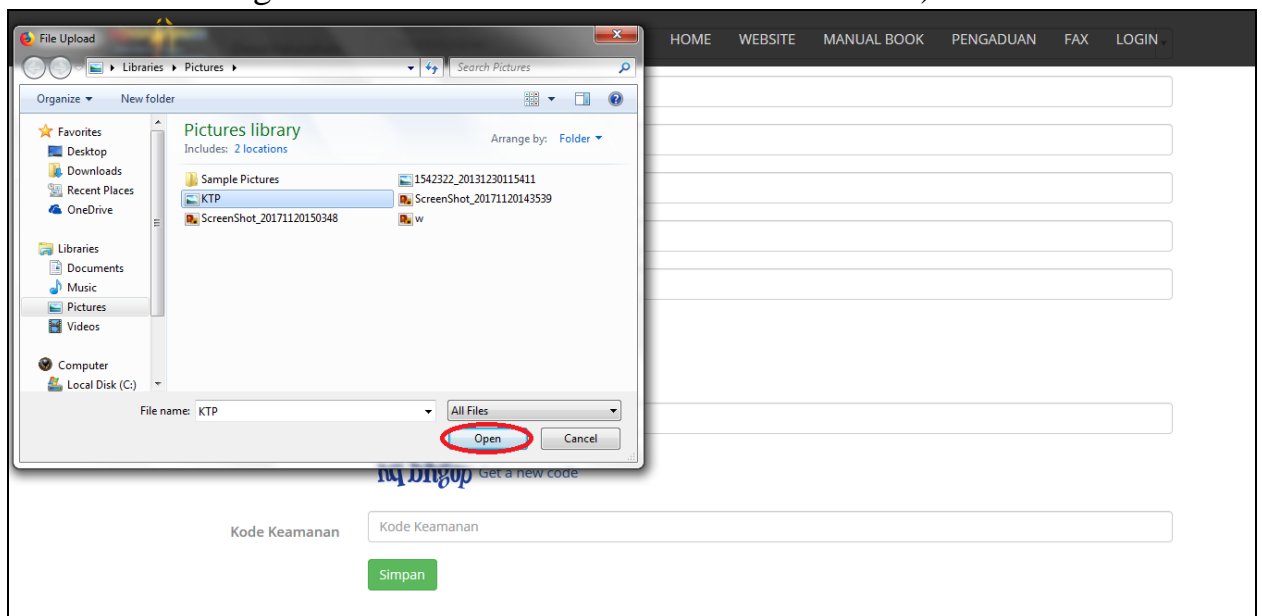 File Upload
HOME WEBSITE MANUAL BOOK PENGADUAN FAX LOGIN
Libraries Pictures
Search Pictures
Organize New folder
Favorites
Desktop
Downloads
Recent Places
OneDrive
Libraries
Documents
Music
Pictures
Videos
Computer
Local Disk (C:)
Pictures library
Includes: 2 locations
Arrange by: Folder
Sample Pictures 1542322_20131230115411
KTP ScreenShot_20171120143539
ScreenShot_20171120150348 w
File name: KTP All Files
Open Cancel
Get a new code
Kode Keamanan Kode Keamanan
Simpan